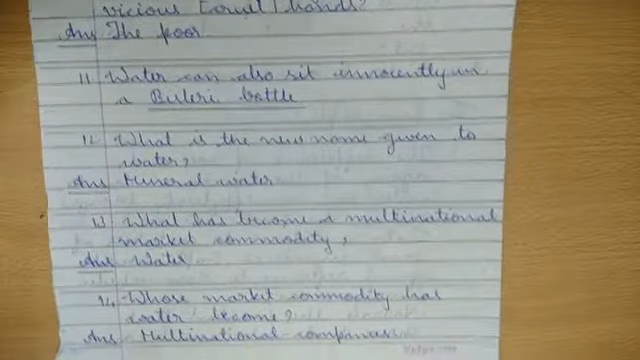 vicious [cruel] hands?
Ans The poor
11. Water can also sit innocently in
a Bisleri bottle
12. What is the new name given to
water?
Ans Mineral water
13. What has become a multinational
market commodity?
Ans Water
14. Whose market commodity has
water become?
Ans Multinational companies